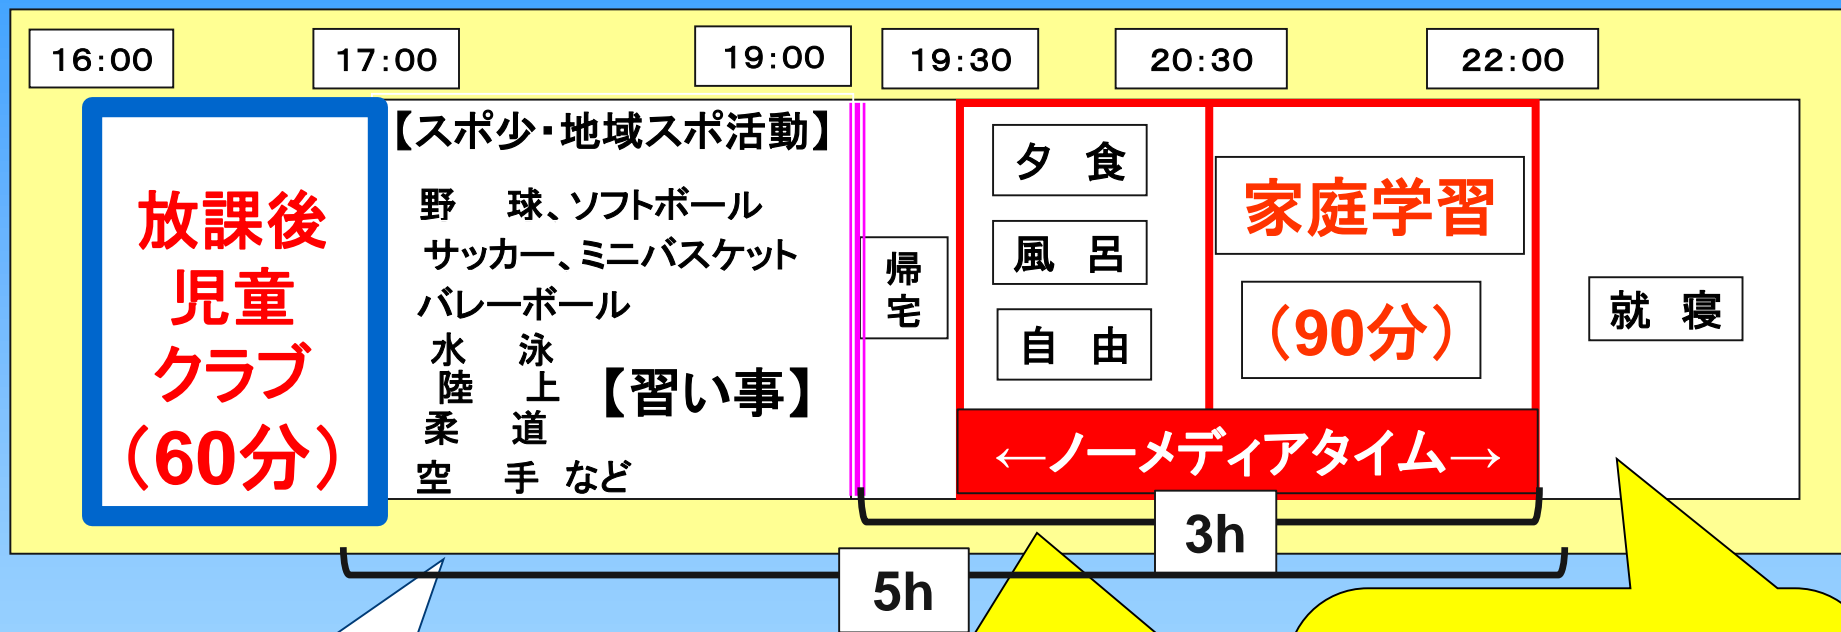 16:00
17:00
19:00
19:30
20:30
22:00
放課後
児童
クラブ
（60分）
【スポ少・地域スポ活動】
野　球、ソフトボール
サッカー、ミニバスケット
バレーボール
水　泳
陸　上
柔　道
空　手 など
【習い事】
帰
宅
夕 食
風 呂
自 由
家庭学習
（90分）
←ノーメディアタイム→
就 寝
3h
5h